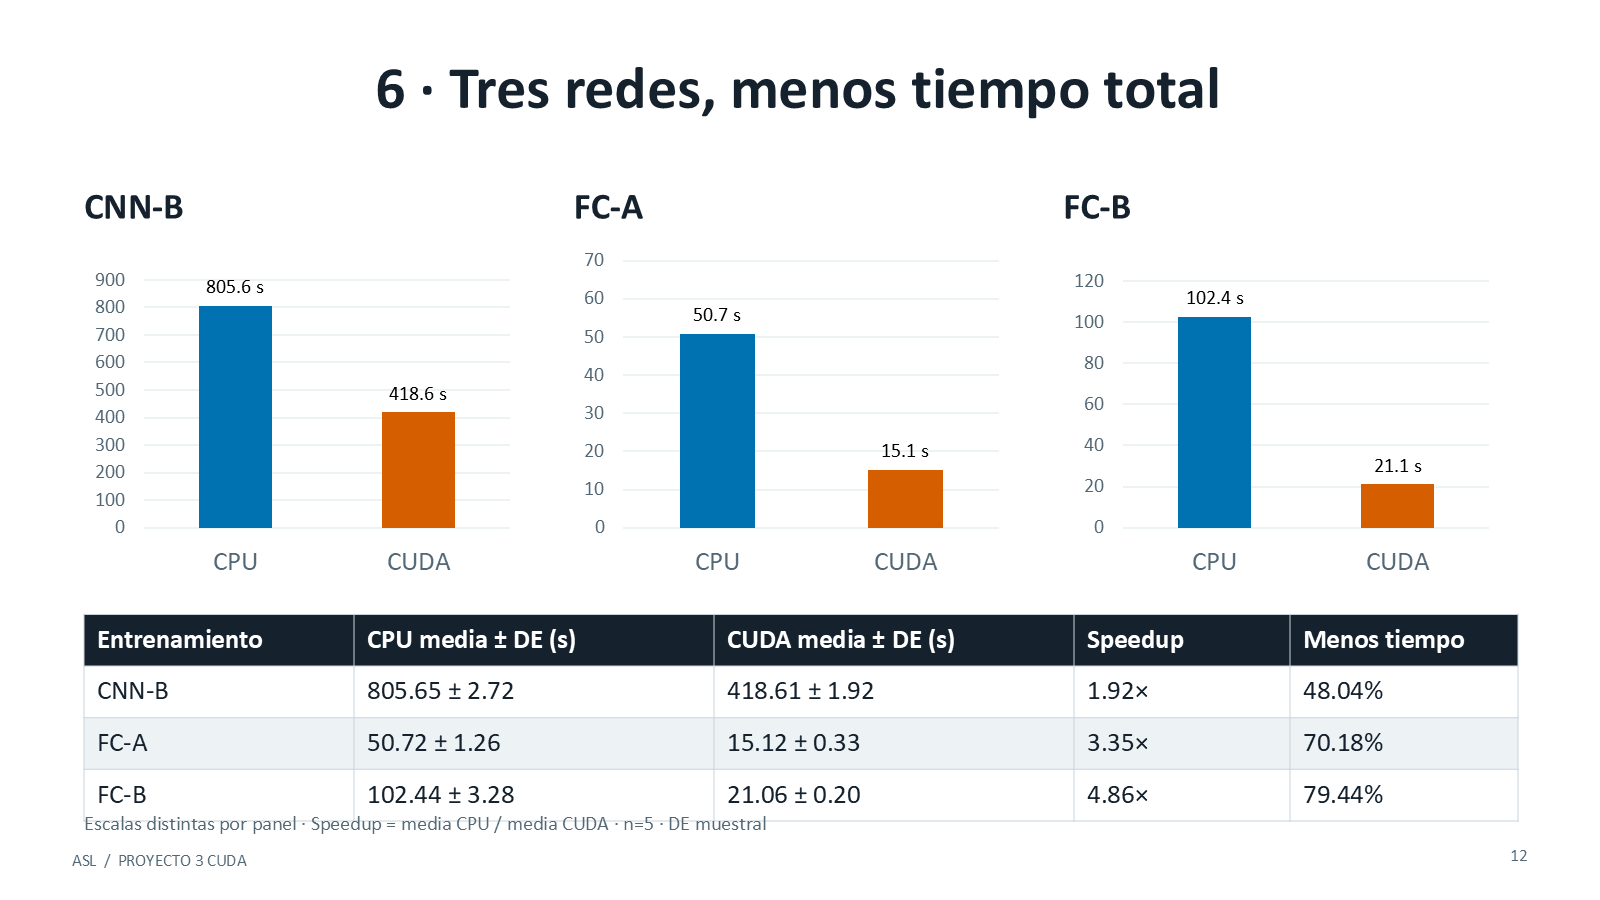 6 · Tres redes, menos tiempo total
CNN-B
900
800
700
600
500
400
300
200
100
0
805.6 s
418.6 s
CPU
CUDA
FC-A
70
60
50
40
30
20
10
0
50.7 s
15.1 s
CPU
CUDA
FC-B
120
100
80
60
40
20
0
102.4 s
21.1 s
CPU
CUDA
Entrenamiento CPU media ± DE (s) CUDA media ± DE (s) Speedup Menos tiempo
CNN-B 805.65 ± 2.72 418.61 ± 1.92 1.92× 48.04%
FC-A 50.72 ± 1.26 15.12 ± 0.33 3.35× 70.18%
FC-B 102.44 ± 3.28 21.06 ± 0.20 4.86× 79.44%
Escalas distintas por panel · Speedup = media CPU / media CUDA · n=5 · DE muestral
ASL / PROYECTO 3 CUDA
12